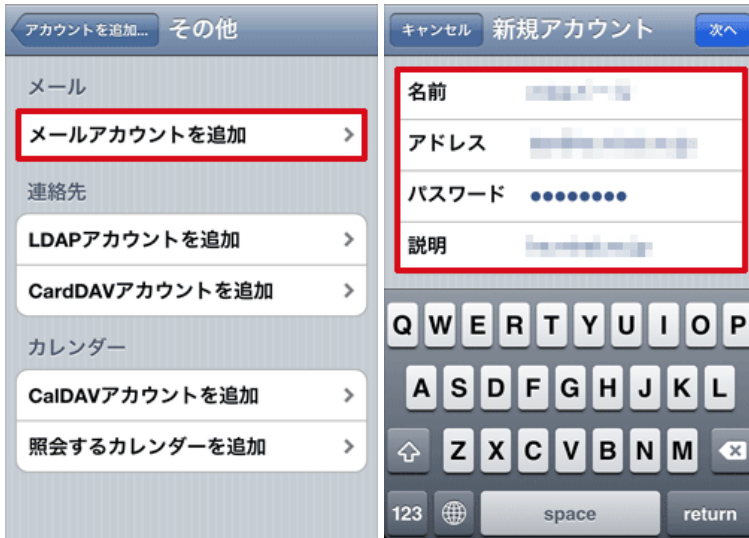 アカウントを追加... その他
メール
メールアカウントを追加
連絡先
LDAPアカウントを追加
CardDAVアカウントを追加
カレンダー
CalDAVアカウントを追加
照会するカレンダーを追加
キャンセル 新規アカウント 次へ
名前
アドレス
パスワード ●●●●●●●●
説明
Q W E R T Y U I O P
A S D F G H J K L
Z X C V B N M
123 space return